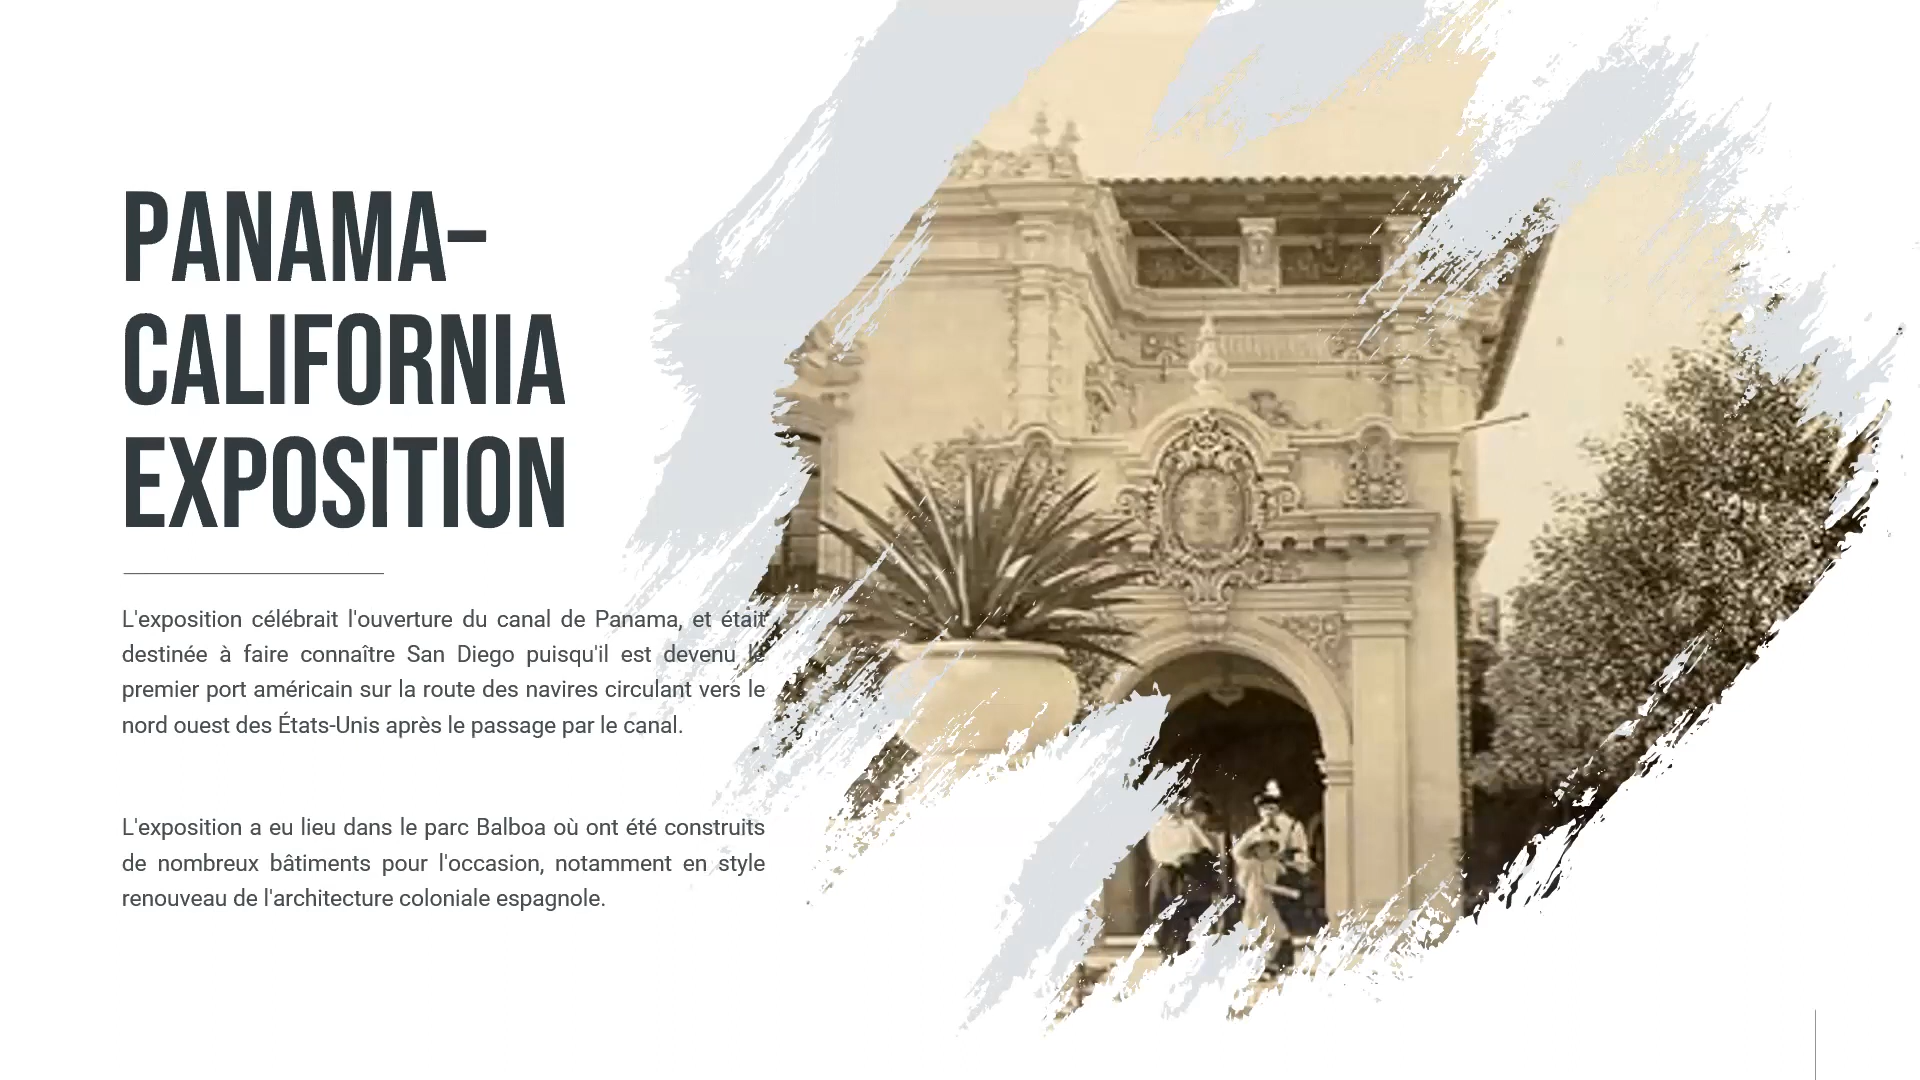 PANAMA–
CALIFORNIA
EXPOSITION
L'exposition célébrait l'ouverture du canal de Panama, et était
destinée à faire connaître San Diego puisqu'il est devenu le
premier port américain sur la route des navires circulant vers le
nord ouest des États-Unis après le passage par le canal.
L'exposition a eu lieu dans le parc Balboa où ont été construits
de nombreux bâtiments pour l'occasion, notamment en style
renouveau de l'architecture coloniale espagnole.